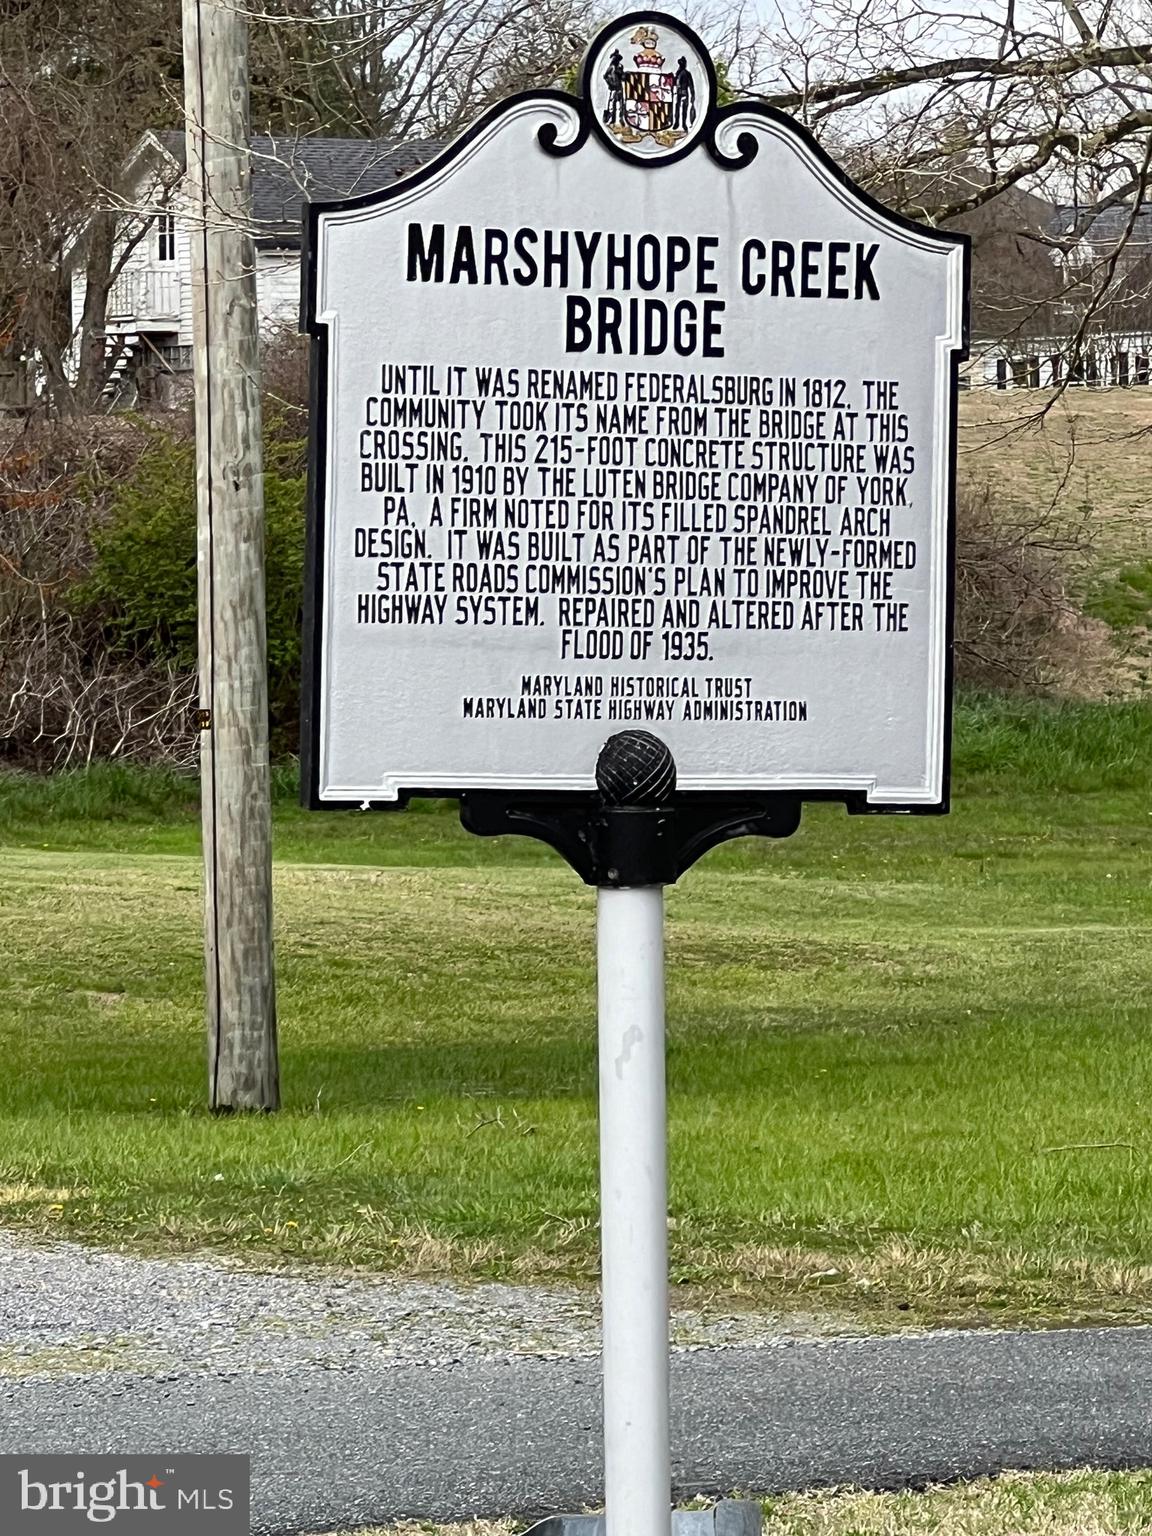 MARSHYHOPE CREEK
BRIDGE
UNTIL IT WAS RENAMED FEDERALSBURG IN 1812, THE
COMMUNITY TOOK ITS NAME FROM THE BRIDGE AT THIS
CROSSING. THIS 215-FOOT CONCRETE STRUCTURE WAS
BUILT IN 1910 BY THE LUTEN BRIDGE COMPANY OF YORK,
PA. A FIRM NOTED FOR ITS FILLED SPANDREL ARCH
DESIGN. IT WAS BUILT AS PART OF THE NEWLY-FORMED
STATE ROADS COMMISSION'S PLAN TO IMPROVE THE
HIGHWAY SYSTEM. REPAIRED AND ALTERED AFTER THE
FLOOD OF 1935.
MARYLAND HISTORICAL TRUST
MARYLAND STATE HIGHWAY ADMINISTRATION
bright™ MLS